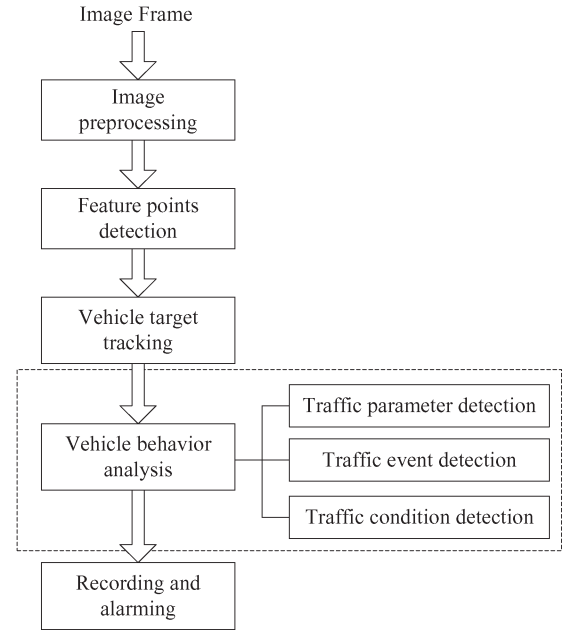 Image Frame
Image
preprocessing
Feature points
detection
Vehicle target
tracking
Vehicle behavior
analysis
Traffic parameter detection
Traffic event detection
Traffic condition detection
Recording and
alarming